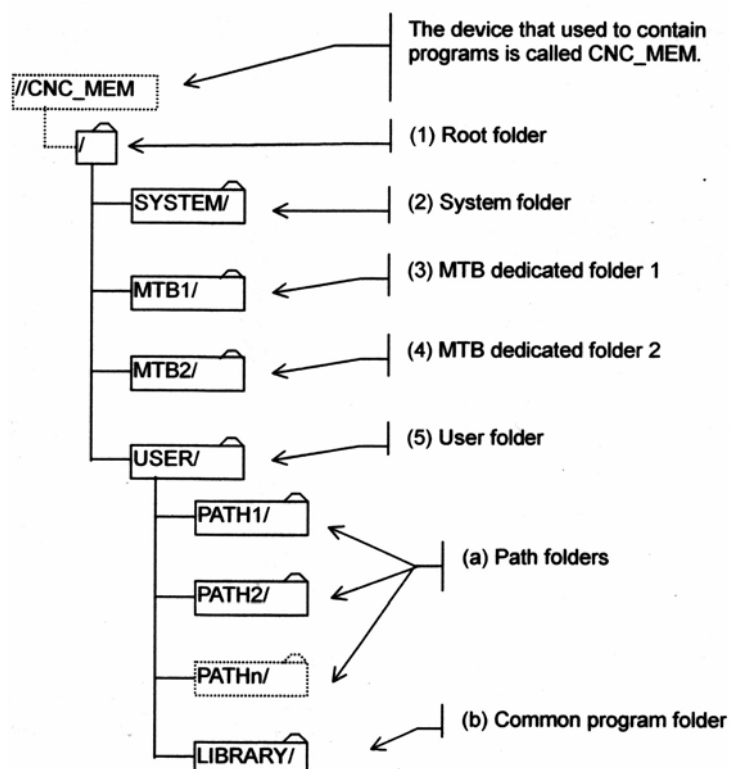 The device that used to contain
programs is called CNC_MEM.
//CNC_MEM
/
(1) Root folder
SYSTEM/
(2) System folder
MTB1/
(3) MTB dedicated folder 1
MTB2/
(4) MTB dedicated folder 2
USER/
(5) User folder
PATH1/
(a) Path folders
PATH2/
PATHn/
(b) Common program folder
LIBRARY/